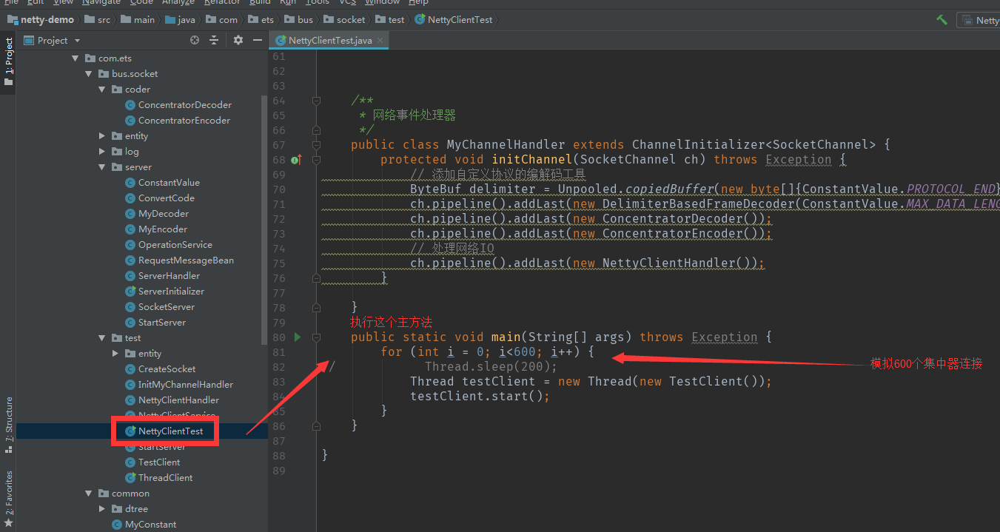 File Edit View Navigate Code Analyze Refactor Build Run Tools VCS Window Help
netty-demo src main java com ets bus socket test NettyClientTest
Netty
1: Project
7: Structure
2: Favorites
Project
com.ets
bus.socket
coder
ConcentratorDecoder
ConcentratorEncoder
entity
log
server
ConstantValue
ConvertCode
MyDecoder
MyEncoder
OperationService
RequestMessageBean
ServerHandler
ServerInitializer
SocketServer
StartServer
test
entity
CreateSocket
InitMyChannelHandler
NettyClientHandler
NettyClientService
NettyClientTest
StartServer
TestClient
ThreadClient
common
dtree
MyConstant
NettyClientTest.java
61
62
63
64 /**
65 * 网络事件处理器
66 */
67 public class MyChannelHandler extends ChannelInitializer<SocketChannel> {
68 protected void initChannel(SocketChannel ch) throws Exception {
69 // 添加自定义协议的编解码工具
70 ByteBuf delimiter = Unpooled.copiedBuffer(new byte[]{ConstantValue.PROTOCOL_END}
71 ch.pipeline().addLast(new DelimiterBasedFrameDecoder(ConstantValue.MAX_DATA_LENG
72 ch.pipeline().addLast(new ConcentratorDecoder());
73 ch.pipeline().addLast(new ConcentratorEncoder());
74 // 处理网络IO
75 ch.pipeline().addLast(new NettyClientHandler());
76 }
77
78 }
79 执行这个主方法
80 public static void main(String[] args) throws Exception {
81 for (int i = 0; i<600; i++) {
82 // Thread.sleep(200);
模拟600个集中器连接
83 Thread testClient = new Thread(new TestClient());
84 testClient.start();
85 }
86 }
87
88 }
89